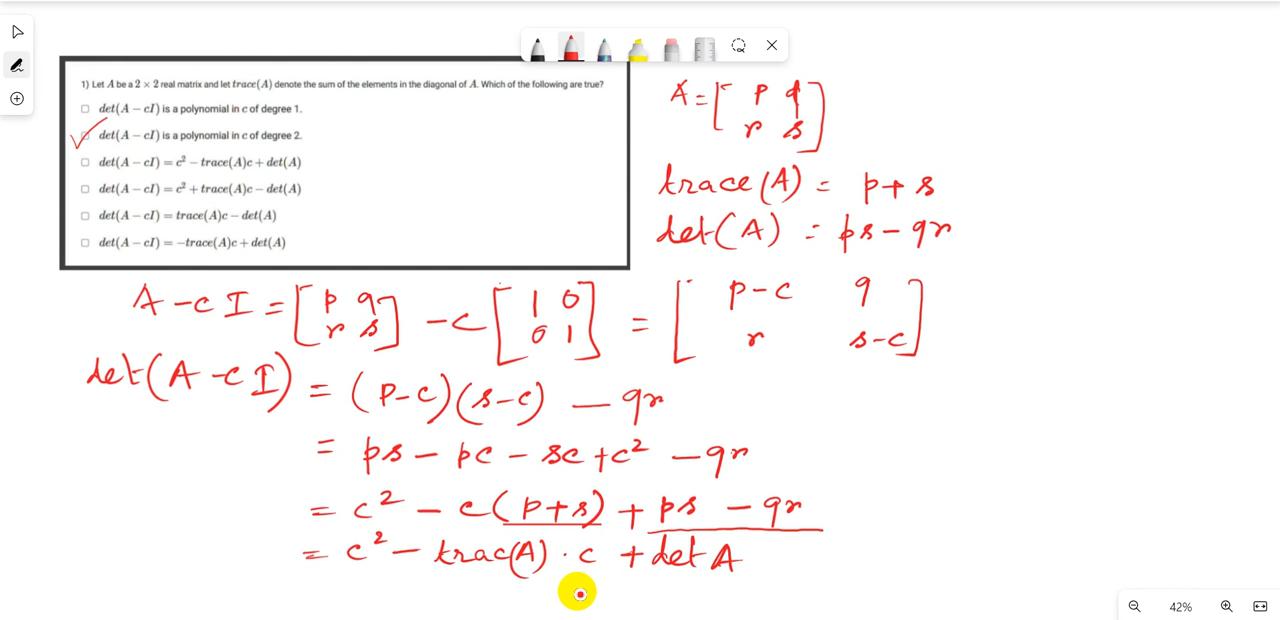 1) Let A be a 2 × 2 real matrix and let trace(A) denote the sum of the elements in the diagonal of A. Which of the following are true?
det(A − cI) is a polynomial in c of degree 1.
det(A − cI) is a polynomial in c of degree 2.
det(A − cI) = c² − trace(A)c + det(A)
det(A − cI) = c² + trace(A)c − det(A)
det(A − cI) = trace(A)c − det(A)
det(A − cI) = −trace(A)c + det(A)
A = [ p q
r s ]
trace(A) = p+s
det(A) = ps − qr
A − c I = [ p q − c [ 1 0 = [ p−c q
r s ] 0 1 ] r s−c ]
det(A − c I) = (p−c)(s−c) − qr
= ps − pc − sc + c² − qr
= c² − c(p+s) + ps − qr
= c² − trac(A) · c + det A
42%